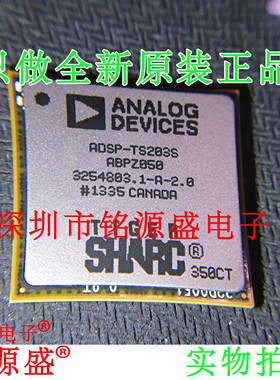 只做全新原装正品
ANALOG
DEVICES
ADSP-TS203S
ABPZ050
3254803.1-A-2.0
#1335 CANADA
深圳市铭源盛电子
TIGER
SHARC®
350CT
电子®
源盛®
实物拍